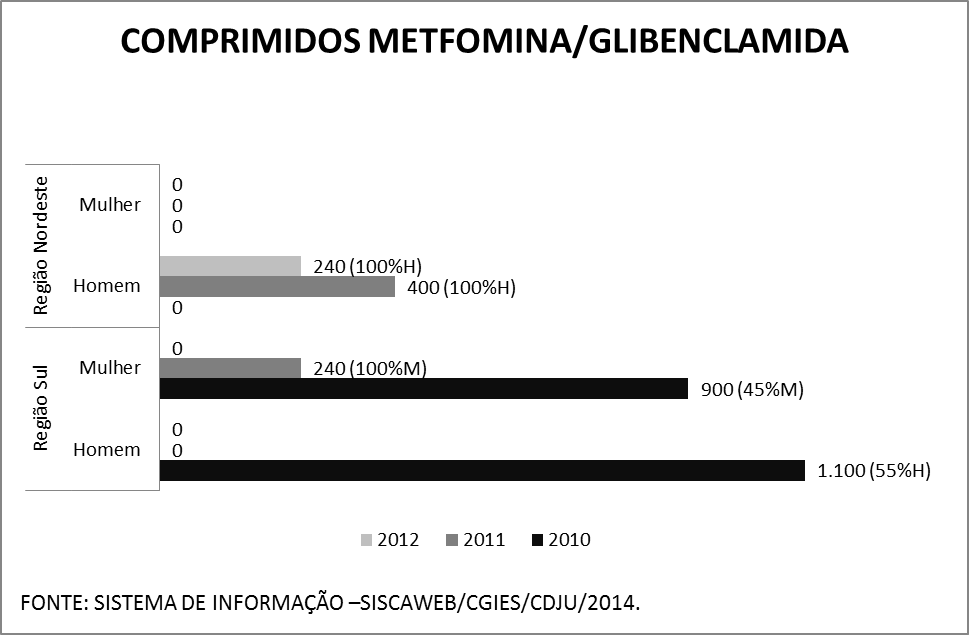 COMPRIMIDOS METFOMINA/GLIBENCLAMIDA
Região Nordeste
Mulher
0
0
0
Homem
240 (100%H)
400 (100%H)
0
Região Sul
Mulher
0
240 (100%M)
900 (45%M)
Homem
0
0
1.100 (55%H)
2012 2011 2010
FONTE: SISTEMA DE INFORMAÇÃO –SISCAWEB/CGIES/CDJU/2014.